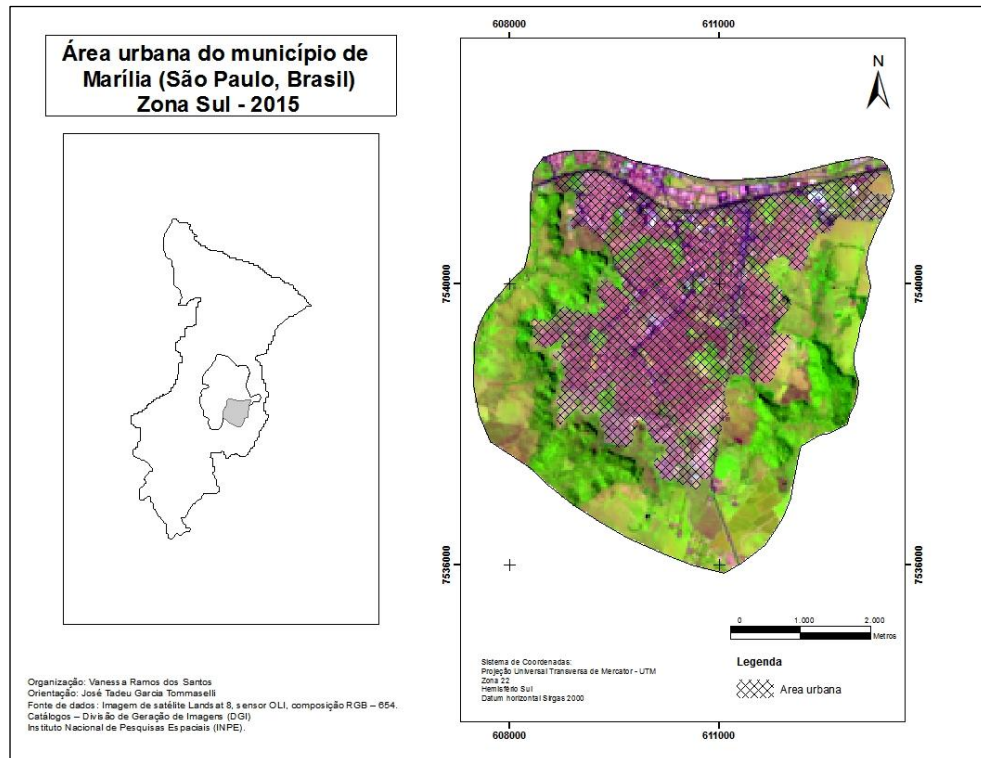 Área urbana do município de
Marília (São Paulo, Brasil)
Zona Sul - 2015
608000
611000
N
7540000
7540000
7536000
7536000
0 1.000 2.000
Metros
Sistema de Coordenadas:
Projeção Universal Transversa de Mercator - UTM
Zona 22
Hemisfério Sul
Datum horizontal Sirgas 2000
Legenda
Area urbana
608000
611000
Organização: Vanessa Ramos dos Santos
Orientação: José Tadeu Garcia Tommaselli
Fonte de dados: Imagem de satélite Landsat 8, sensor OLI, composição RGB – 654.
Catálogos – Divisão de Geração de Imagens (DGI)
Instituto Nacional de Pesquisas Espaciais (INPE).